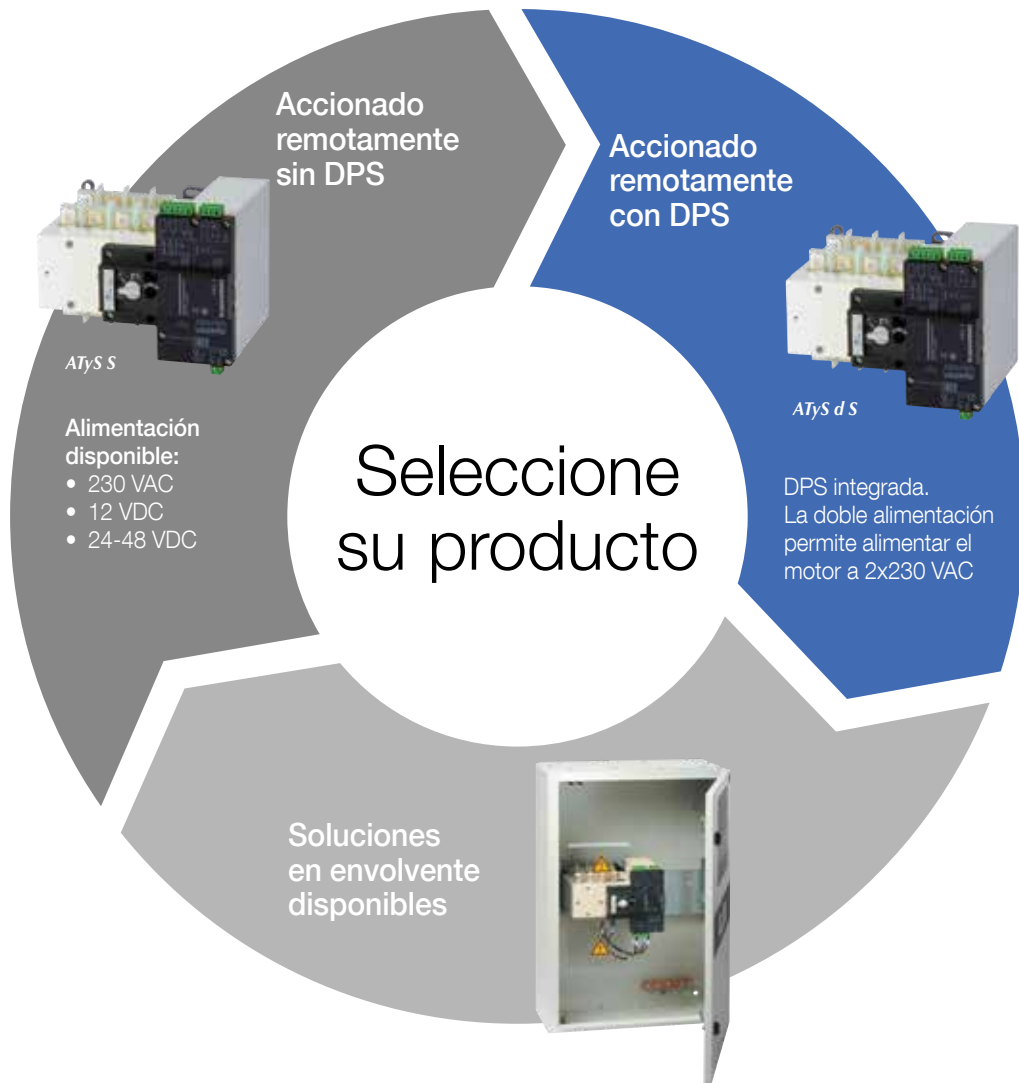 Accionado
remotamente
sin DPS
ATyS S
Alimentación
disponible:
• 230 VAC
• 12 VDC
• 24-48 VDC
Accionado
remotamente
con DPS
ATyS d S
DPS integrada.
La doble alimentación
permite alimentar el
motor a 2x230 VAC
Seleccione
su producto
Soluciones
en envolvente
disponibles